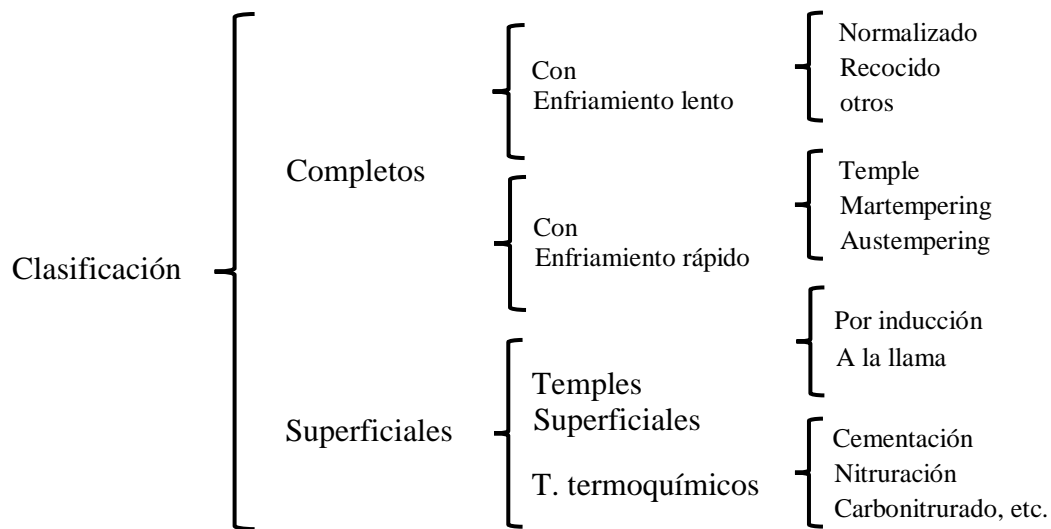 Clasificación
Completos
Con
Enfriamiento lento
Normalizado
Recocido
otros
Con
Enfriamiento rápido
Temple
Martempering
Austempering
Superficiales
Temples
Superficiales
Por inducción
A la llama
T. termoquímicos
Cementación
Nitruración
Carbonitrurado, etc.